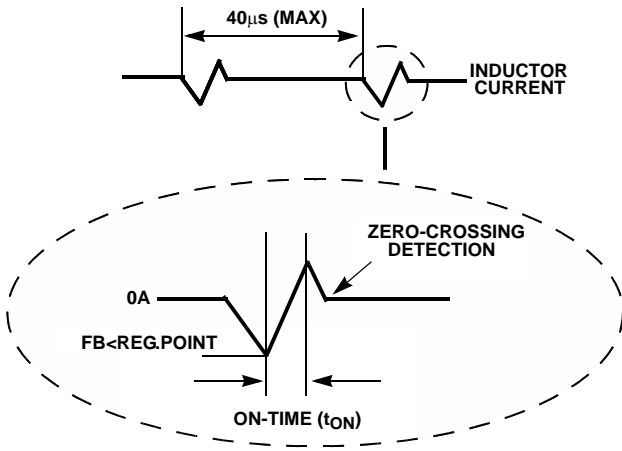 40μs (MAX)
INDUCTOR
CURRENT
ZERO-CROSSING
DETECTION
0A
FB<REG.POINT
ON-TIME (tON)